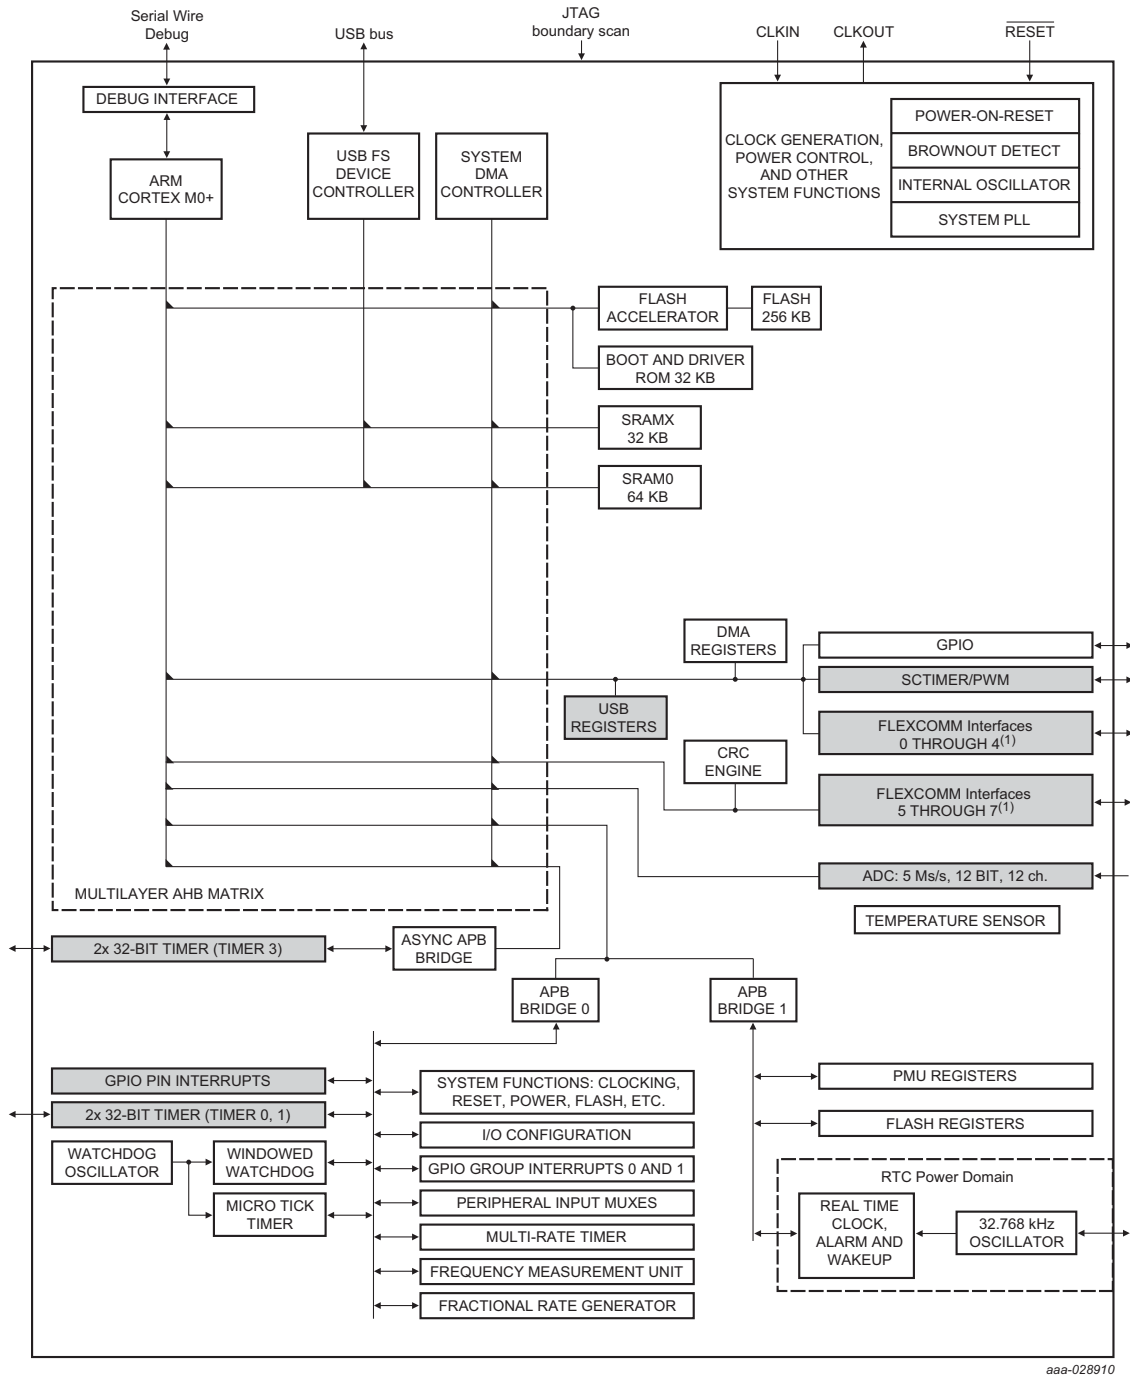 Serial Wire
Debug
USB bus
JTAG
boundary scan
CLKIN
CLKOUT
RESET
DEBUG INTERFACE
ARM
CORTEX M0+
USB FS
DEVICE
CONTROLLER
SYSTEM
DMA
CONTROLLER
CLOCK GENERATION,
POWER CONTROL,
AND OTHER
SYSTEM FUNCTIONS
POWER-ON-RESET
BROWNOUT DETECT
INTERNAL OSCILLATOR
SYSTEM PLL
FLASH
ACCELERATOR
FLASH
256 KB
BOOT AND DRIVER
ROM 32 KB
SRAMX
32 KB
SRAM0
64 KB
DMA
REGISTERS
GPIO
SCTIMER/PWM
USB
REGISTERS
FLEXCOMM Interfaces
0 THROUGH 4(1)
CRC
ENGINE
FLEXCOMM Interfaces
5 THROUGH 7(1)
ADC: 5 Ms/s, 12 BIT, 12 ch.
MULTILAYER AHB MATRIX
TEMPERATURE SENSOR
2x 32-BIT TIMER (TIMER 3)
ASYNC APB
BRIDGE
APB
BRIDGE 0
APB
BRIDGE 1
GPIO PIN INTERRUPTS
2x 32-BIT TIMER (TIMER 0, 1)
WATCHDOG
OSCILLATOR
WINDOWED
WATCHDOG
MICRO TICK
TIMER
SYSTEM FUNCTIONS: CLOCKING,
RESET, POWER, FLASH, ETC.
I/O CONFIGURATION
GPIO GROUP INTERRUPTS 0 AND 1
PERIPHERAL INPUT MUXES
MULTI-RATE TIMER
FREQUENCY MEASUREMENT UNIT
FRACTIONAL RATE GENERATOR
PMU REGISTERS
FLASH REGISTERS
RTC Power Domain
REAL TIME
CLOCK,
ALARM AND
WAKEUP
32.768 kHz
OSCILLATOR
aaa-028910